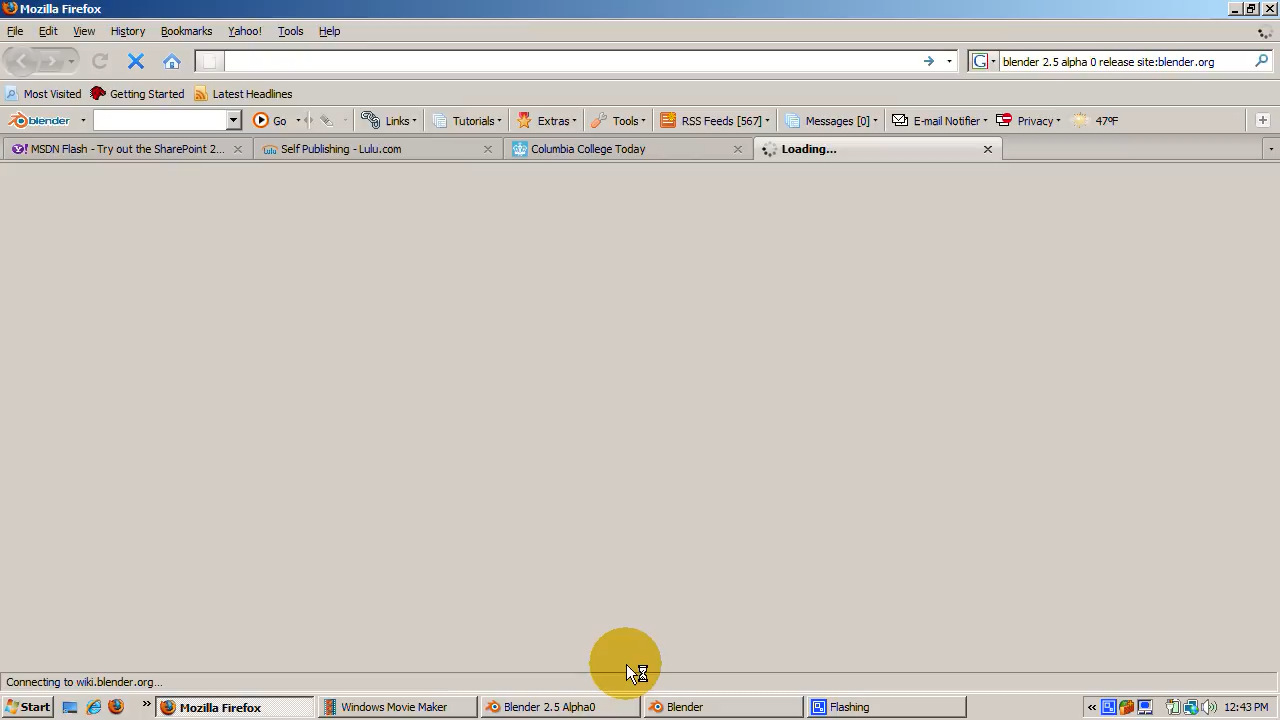 Mozilla Firefox
File Edit View History Bookmarks Yahoo! Tools Help
blender 2.5 alpha 0 release site:blender.org
Most Visited Getting Started Latest Headlines
blender Go Links Tutorials Extras Tools RSS Feeds [567] Messages [0] E-mail Notifier Privacy 47°F
MSDN Flash - Try out the SharePoint 2... Self Publishing - Lulu.com Columbia College Today Loading...
Connecting to wiki.blender.org...
Start Mozilla Firefox Windows Movie Maker Blender 2.5 Alpha0 Blender Flashing 12:43 PM